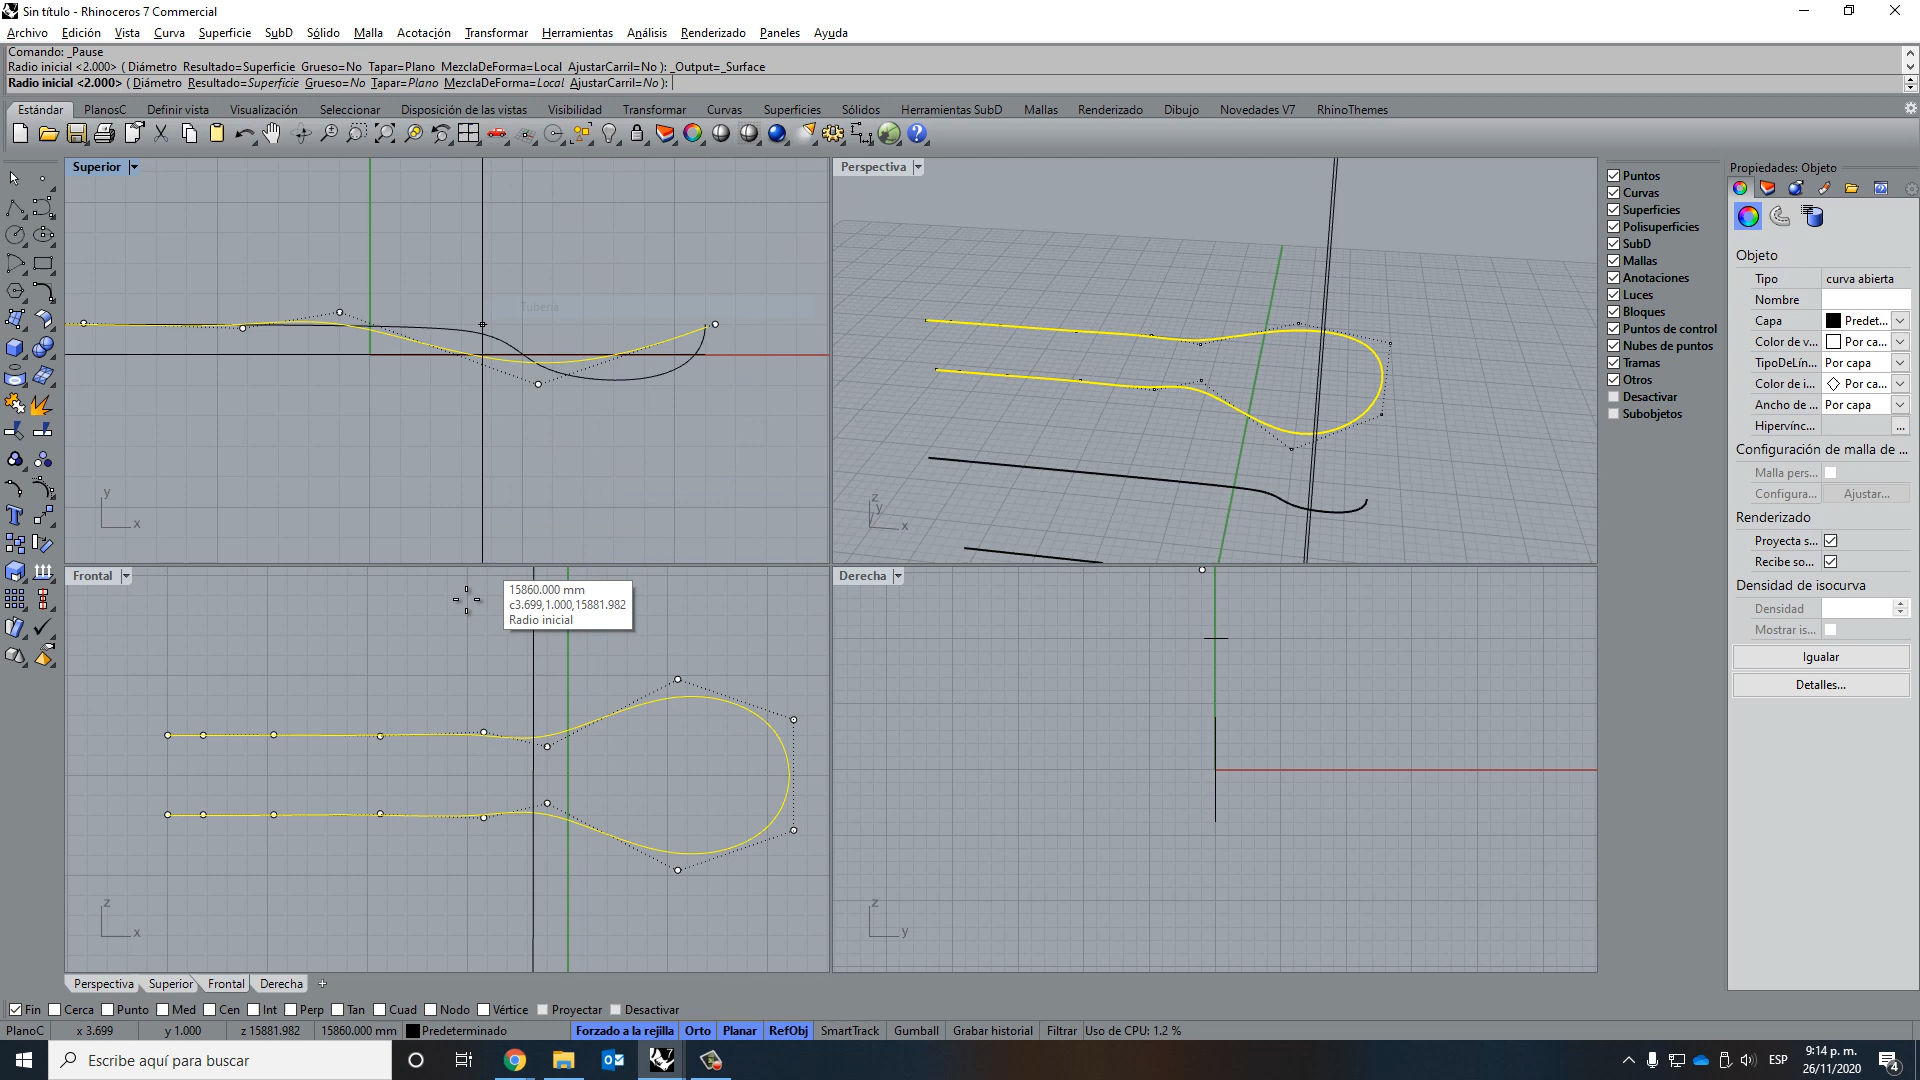 Sin título - Rhinoceros 7 Commercial
Archivo Edición Vista Curva Superficie SubD Sólido Malla Acotación Transformar Herramientas Análisis Renderizado Paneles Ayuda
Comando: _Pause
Radio inicial <2.000> ( Diámetro Resultado=Superficie Grueso=No Tapar=Plano MezclaDeForma=Local AjustarCarril=No ): _Output=_Surface
Radio inicial <2.000> ( Diámetro Resultado=Superficie Grueso=No Tapar=Plano MezclaDeForma=Local AjustarCarril=No ):
Estándar PlanosC Definir vista Visualización Seleccionar Disposición de las vistas Visibilidad Transformar Curvas Superficies Sólidos Herramientas SubD Mallas Renderizado Dibujo Novedades V7 RhinoThemes
Superior
Tubería
y
x
Perspectiva
z
y
x
Frontal
15860.000 mm
c3.699,1.000,15881.982
Radio inicial
z
x
Derecha
z
y
Puntos
Curvas
Superficies
Polisuperficies
SubD
Mallas
Anotaciones
Luces
Bloques
Puntos de control
Nubes de puntos
Tramas
Otros
Desactivar
Subobjetos
Propiedades: Objeto
Objeto
Tipo curva abierta
Nombre
Capa Predet...
Color de v... Por ca...
TipoDeLín... Por capa
Color de i... Por ca...
Ancho de ... Por capa
Hipervínc... ...
Configuración de malla de ...
Malla pers...
Configura... Ajustar...
Renderizado
Proyecta s...
Recibe so...
Densidad de isocurva
Densidad
Mostrar is...
Igualar
Detalles...
Perspectiva Superior Frontal Derecha
Fin Cerca Punto Med Cen Int Perp Tan Cuad Nodo Vértice Proyectar Desactivar
PlanoC x 3.699 y 1.000 z 15881.982 15860.000 mm Predeterminado Forzado a la rejilla Orto Planar RefObj SmartTrack Gumball Grabar historial Filtrar Uso de CPU: 1.2 %
Escribe aquí para buscar
ESP
9:14 p. m.
26/11/2020
4